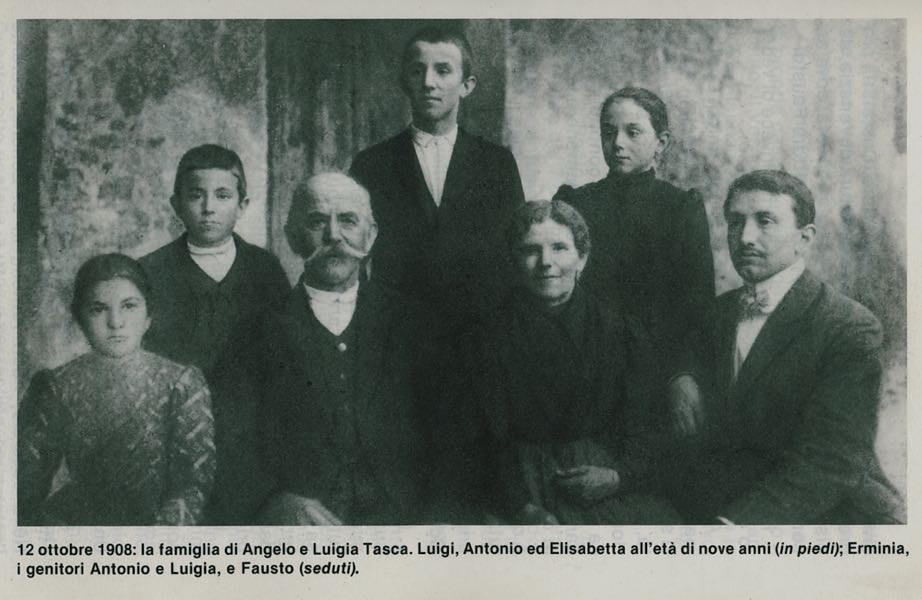 12 ottobre 1908: la famiglia di Angelo e Luigia Tasca. Luigi, Antonio ed Elisabetta all'età di nove anni (in piedi); Erminia,
i genitori Antonio e Luigia, e Fausto (seduti).